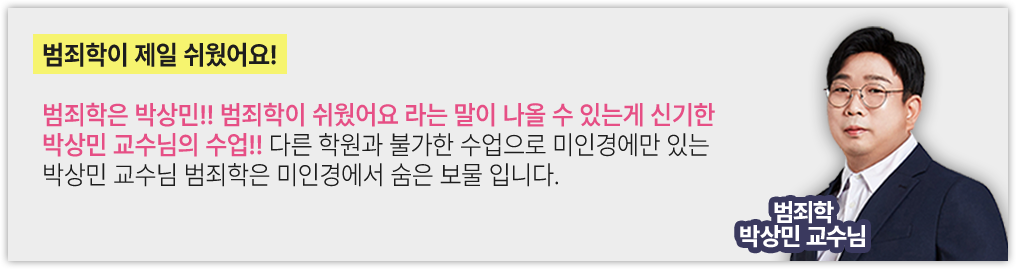 범죄학이 제일 쉬웠어요!
범죄학은 박상민!! 범죄학이 쉬웠어요 라는 말이 나올 수 있는게 신기한
박상민 교수님의 수업!! 다른 학원과 불가한 수업으로 미인경에만 있는
박상민 교수님 범죄학은 미인경에서 숨은 보물 입니다.
범죄학
박상민 교수님